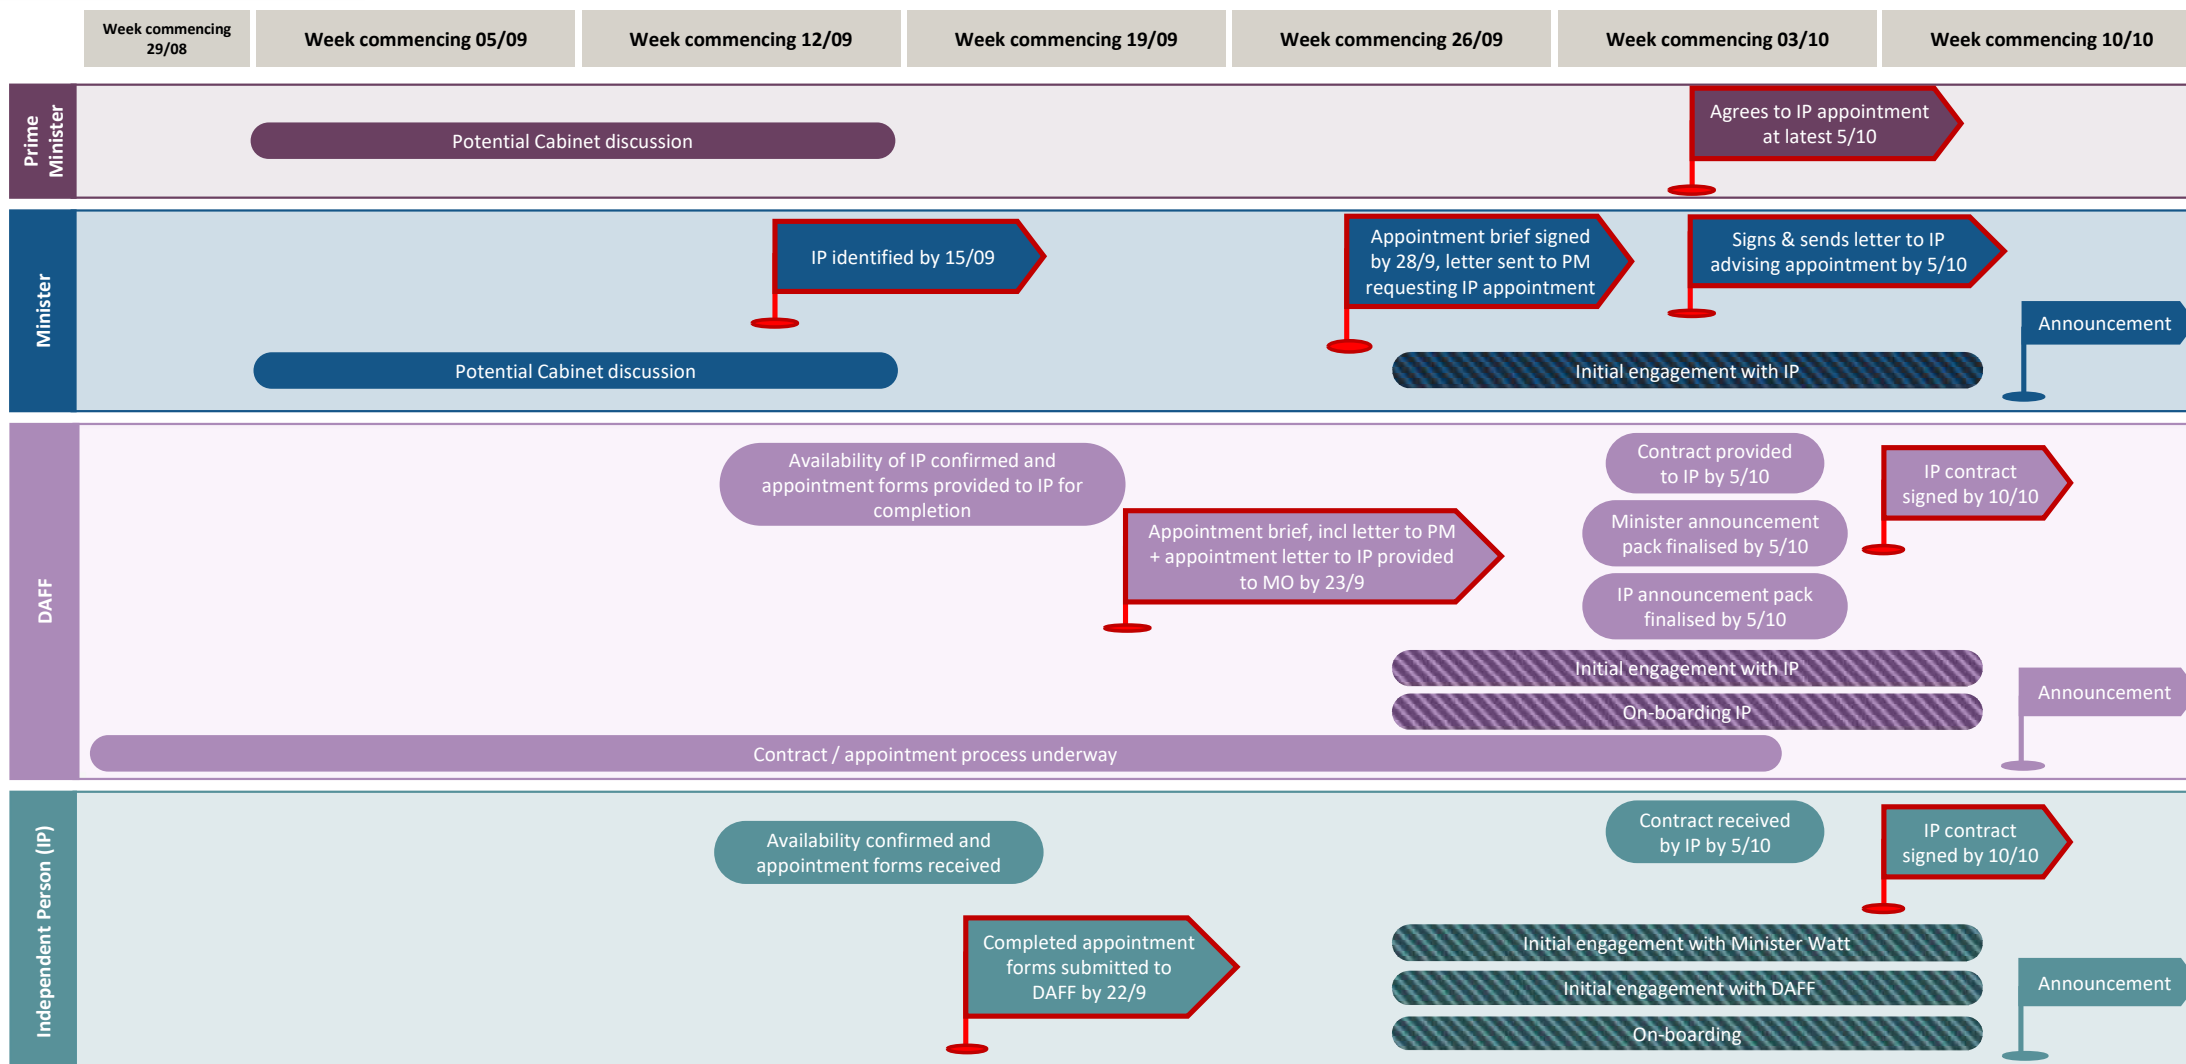 Week commencing
29/08
Week commencing 05/09
Week commencing 12/09
Week commencing 19/09
Week commencing 26/09
Week commencing 03/10
Week commencing 10/10
Prime
Minister
Potential Cabinet discussion
Agrees to IP appointment
at latest 5/10
Minister
IP identified by 15/09
Appointment brief signed
by 28/9, letter sent to PM
requesting IP appointment
Signs & sends letter to IP
advising appointment by 5/10
Announcement
Potential Cabinet discussion
Initial engagement with IP
DAFF
Availability of IP confirmed and
appointment forms provided to IP for
completion
Appointment brief, incl letter to PM
+ appointment letter to IP provided
to MO by 23/9
Contract provided
to IP by 5/10
Minister announcement
pack finalised by 5/10
IP announcement pack
finalised by 5/10
IP contract
signed by 10/10
Initial engagement with IP
On-boarding IP
Announcement
Contract / appointment process underway
Independent Person (IP)
Availability confirmed and
appointment forms received
Completed appointment
forms submitted to
DAFF by 22/9
Contract received
by IP by 5/10
IP contract
signed by 10/10
Initial engagement with Minister Watt
Initial engagement with DAFF
On-boarding
Announcement